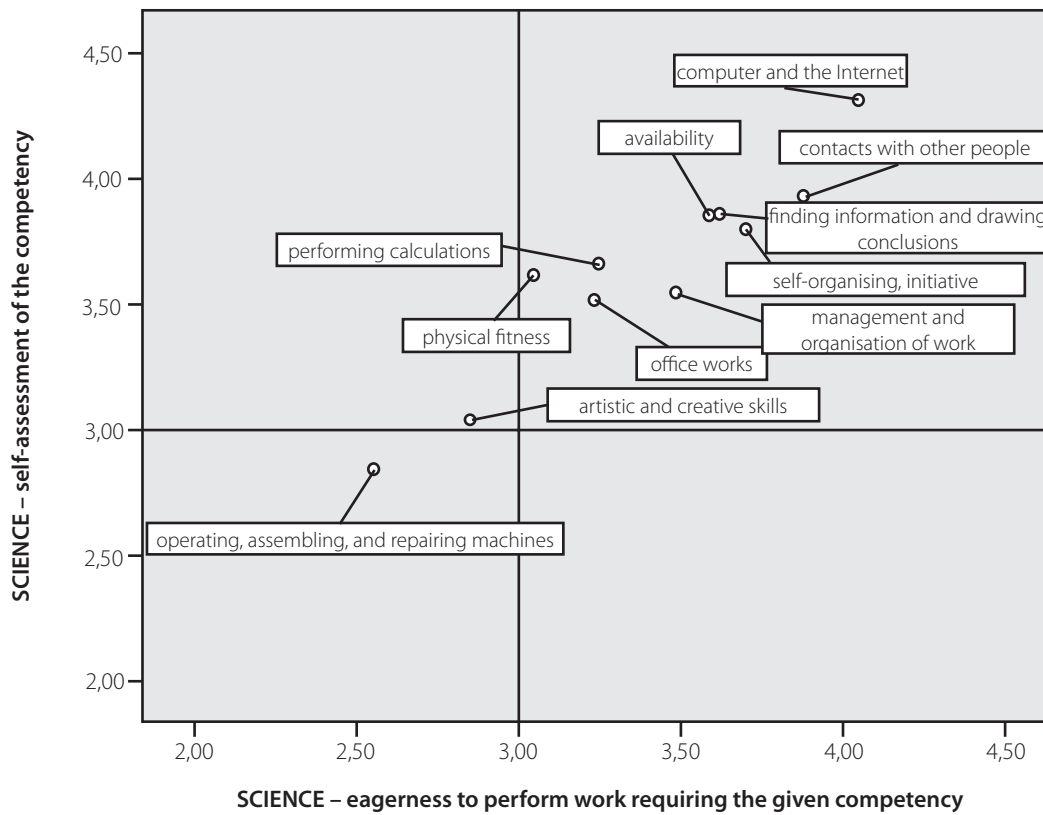 SCIENCE – self-assessment of the competency
4,50
4,00
3,50
3,00
2,50
2,00
computer and the Internet
availability
contacts with other people
finding information and drawing
conclusions
performing calculations
self-organising, initiative
physical fitness
management and
organisation of work
office works
artistic and creative skills
operating, assembling, and repairing machines
2,00
2,50
3,00
3,50
4,00
4,50
SCIENCE – eagerness to perform work requiring the given competency